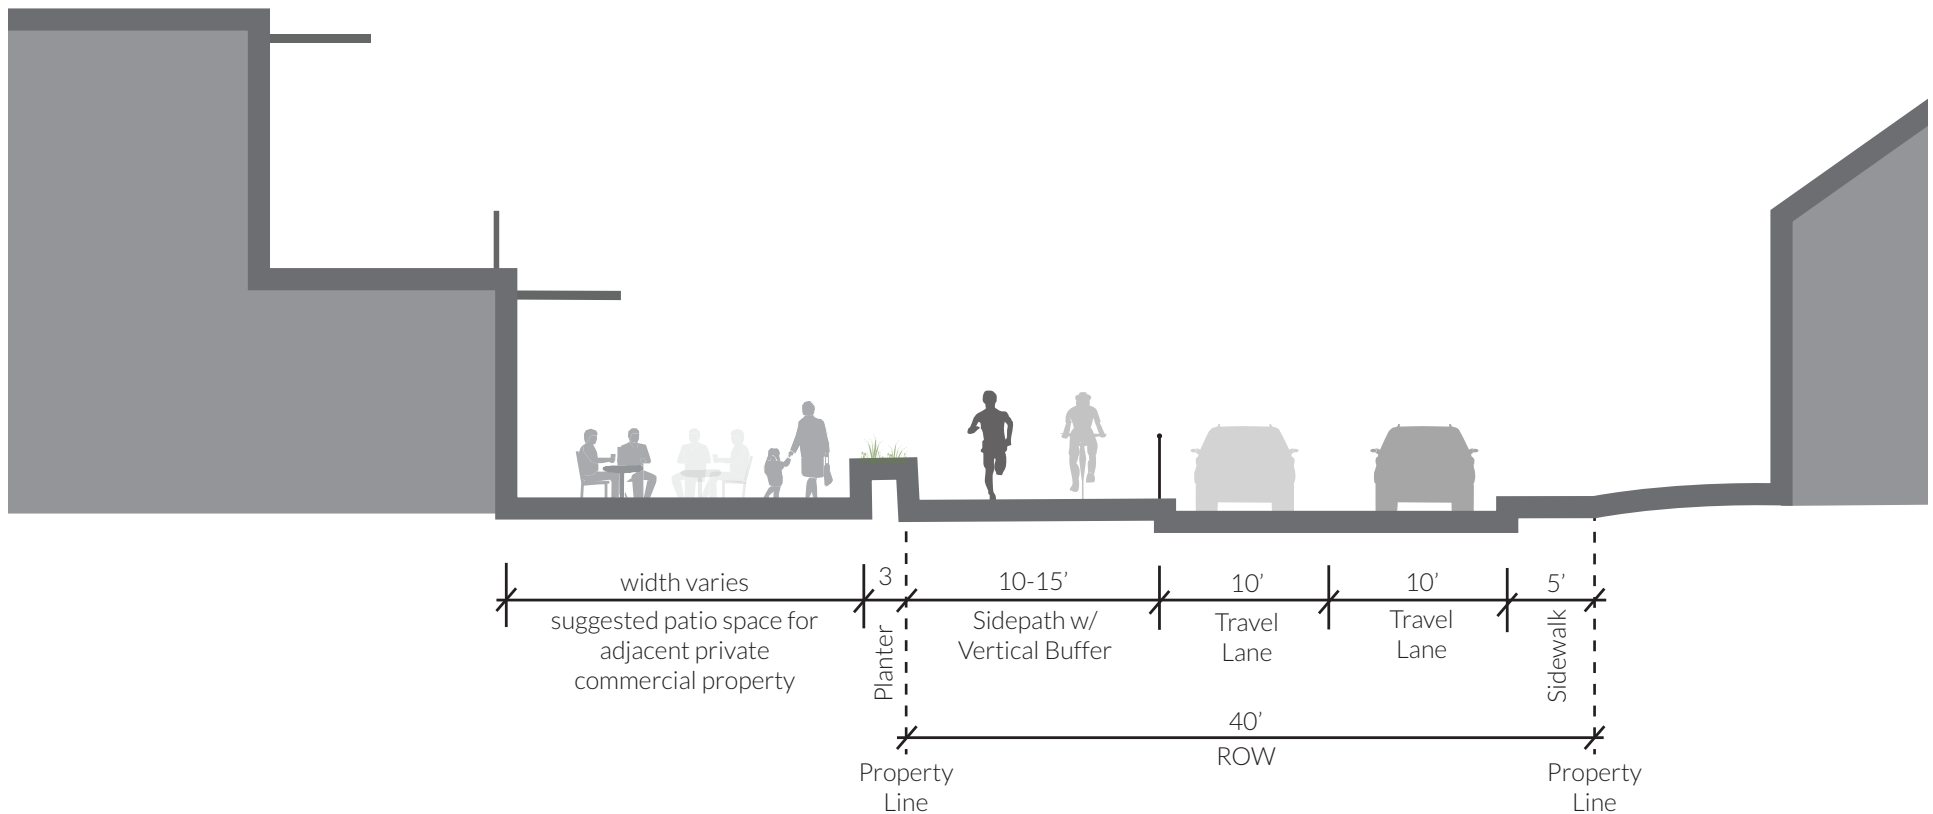 width varies
suggested patio space for
adjacent private
commercial property
3
Planter
10-15’
Sidepath w/
Vertical Buffer
10’
Travel
Lane
10’
Travel
Lane
5’
Sidewalk
40’
ROW
Property
Line
Property
Line